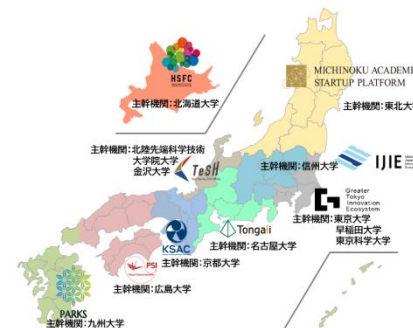 HSFC
主幹機関：北海道大学
MICHINOKU ACADEMI
STARTUP PLATFORM
主幹機関：東北大
主幹機関：北陸先端科学技術
大学院大学
金沢大学
TeSH
主幹機関：信州大学
IJIE
Greater
Tokyo
Innovation
Ecosystem
主幹機関：東京大学
早稲田大学
東京科学大学
Tongali
主幹機関：名古屋大学
KSAC
主幹機関：京都大学
PSI
主幹機関：広島大学
PARKS
主幹機関：九州大学